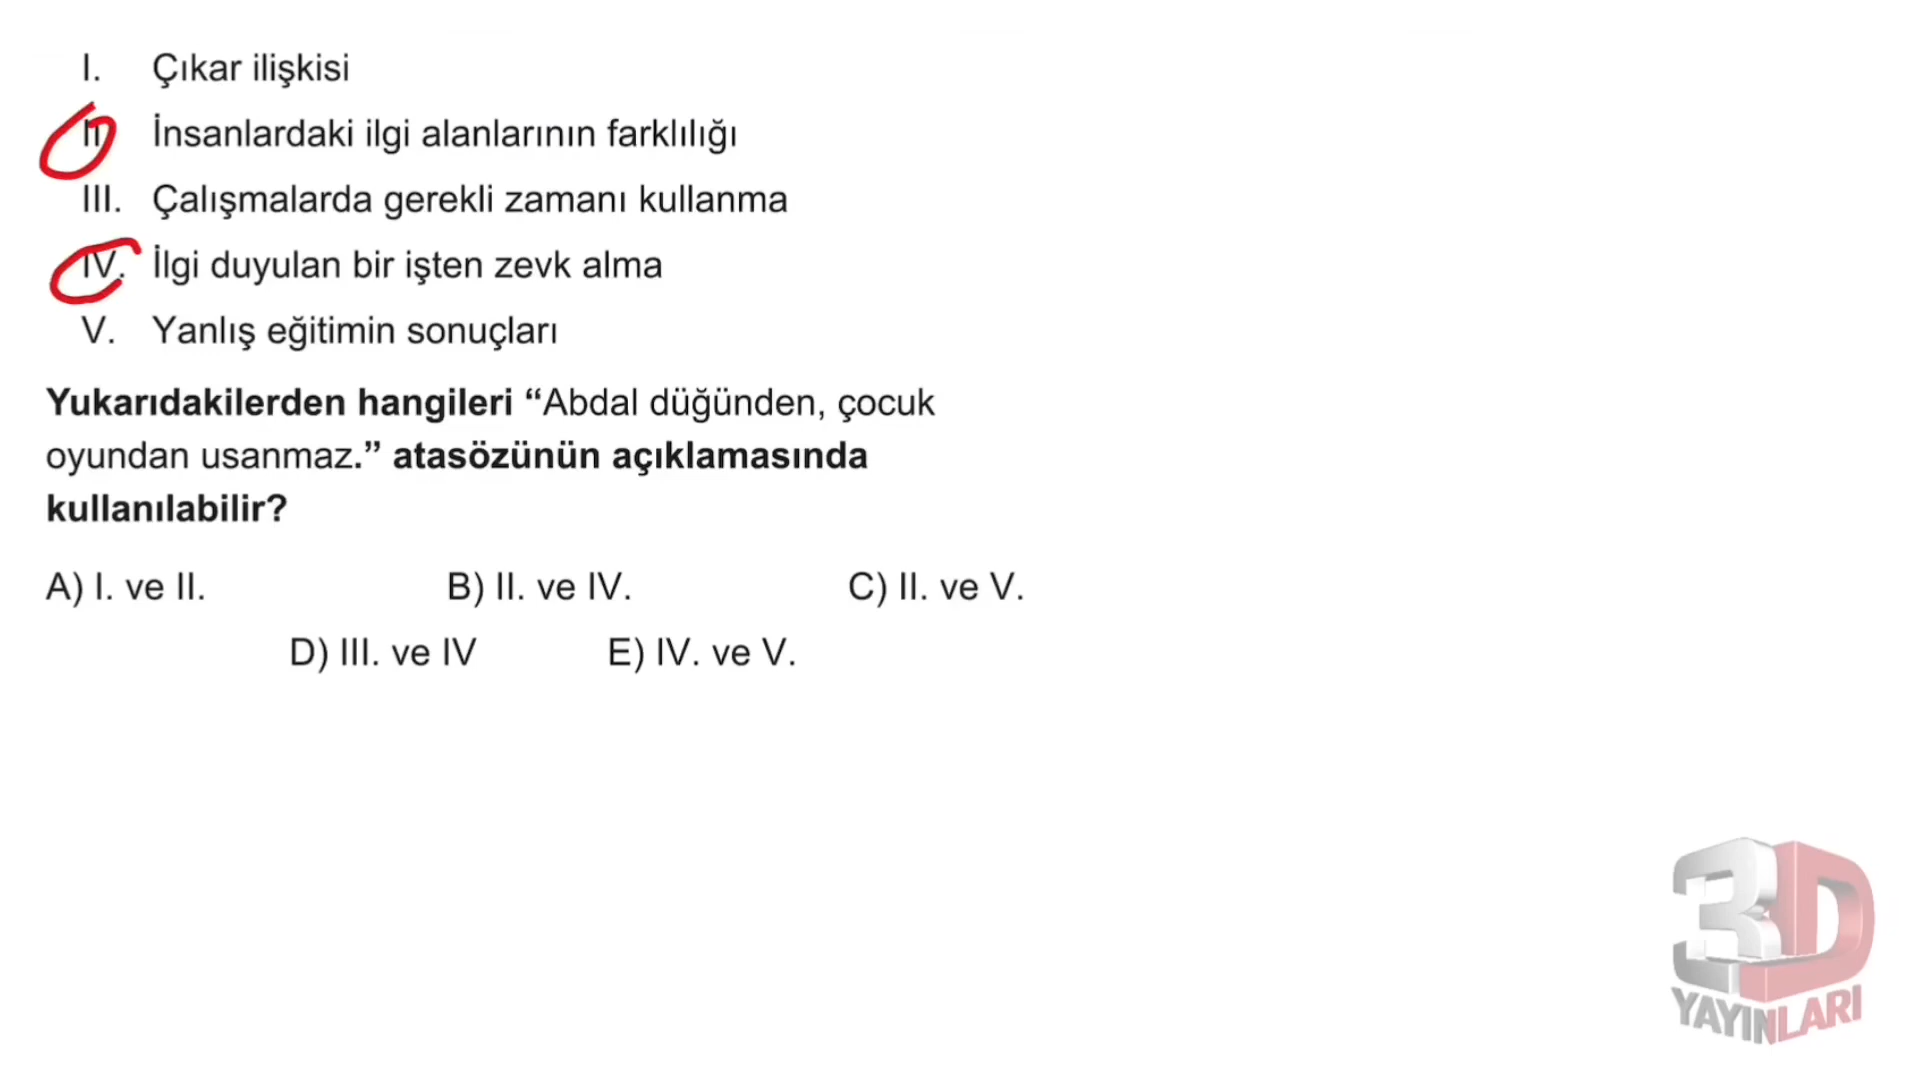 I. Çıkar ilişkisi
II İnsanlardaki ilgi alanlarının farklılığı
III. Çalışmalarda gerekli zamanı kullanma
IV. İlgi duyulan bir işten zevk alma
V. Yanlış eğitimin sonuçları
Yukarıdakilerden hangileri “Abdal düğünden, çocuk
oyundan usanmaz.” atasözünün açıklamasında
kullanılabilir?
A) I. ve II. B) II. ve IV. C) II. ve V.
D) III. ve IV E) IV. ve V.
3D
YAYINLARI